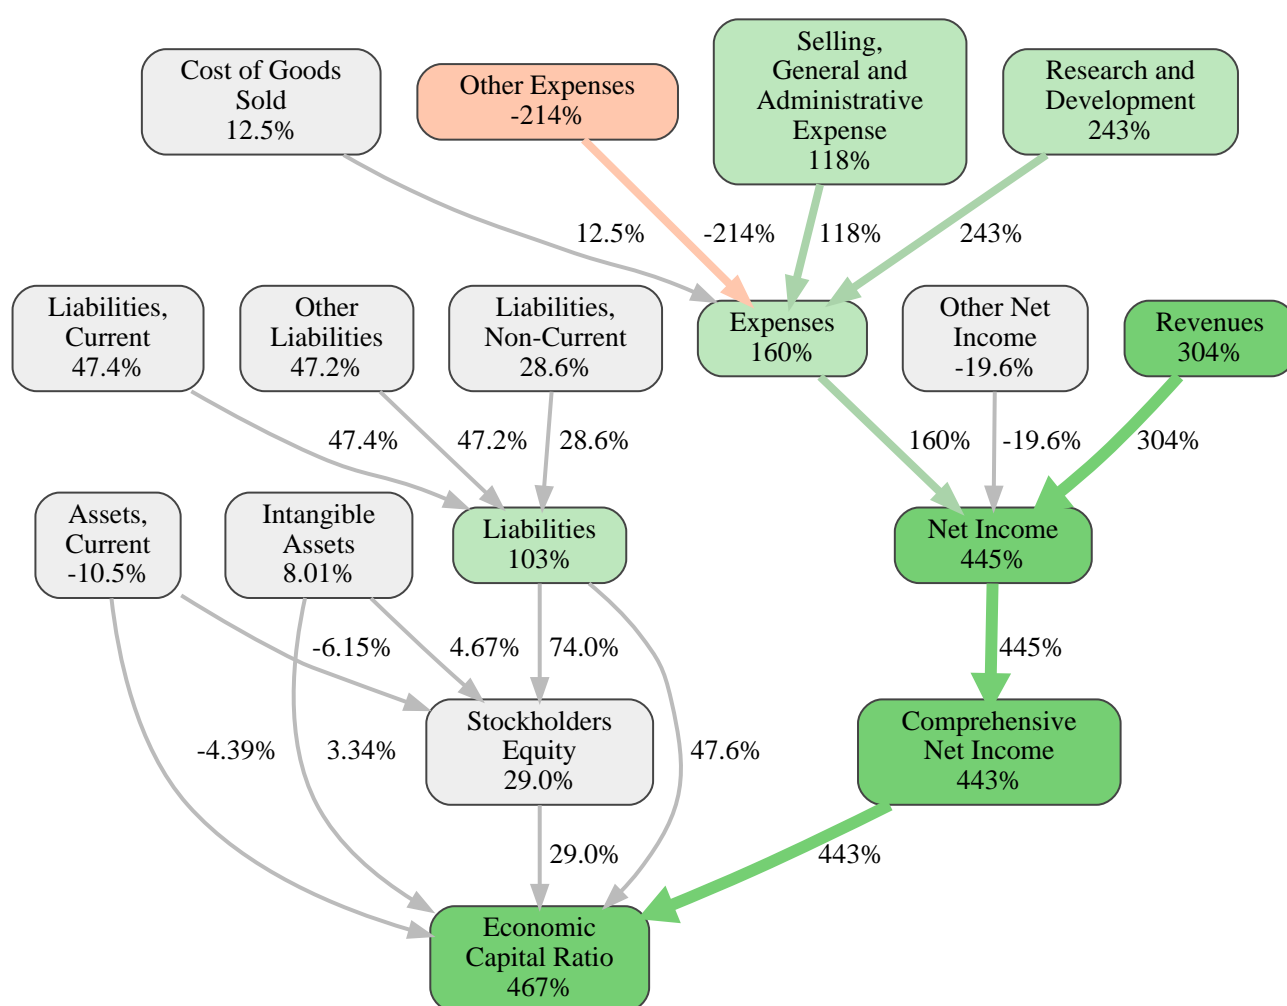 Cost of Goods
Sold
12.5%
Other Expenses
-214%
Selling,
General and
Administrative
Expense
118%
Research and
Development
243%
12.5%
-214%
118%
243%
Liabilities,
Current
47.4%
Other
Liabilities
47.2%
Liabilities,
Non-Current
28.6%
Expenses
160%
Other Net
Income
-19.6%
Revenues
304%
47.4%
47.2%
28.6%
160%
-19.6%
304%
Assets,
Current
-10.5%
Intangible
Assets
8.01%
Liabilities
103%
Net Income
445%
-6.15%
4.67%
74.0%
445%
-4.39%
3.34%
Stockholders
Equity
29.0%
47.6%
Comprehensive
Net Income
443%
29.0%
443%
Economic
Capital Ratio
467%